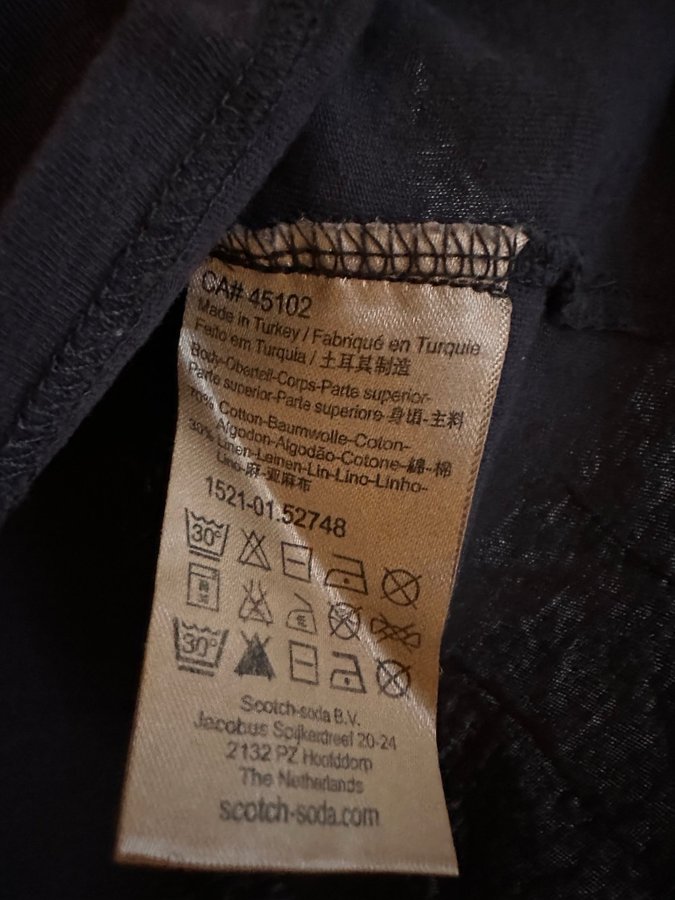 CA# 45102
Made in Turkey / Fabriqué en Turquie
Feito em Turquia / 土耳其制造
Body-Oberteil-Corps-Parte superior-
Parte superior-Parte superiore-身頃-主料
70% Cotton-Baumwolle-Coton-
Algodon-Algodão-Cotone-綿-棉
30% Linen-Leinen-Lin-Lino-Linho-
Lino-麻-亚麻布
1521-01.52748
30°
30°
Scotch-soda B.V.
Jacobus Spijkerdreef 20-24
2132 PZ Hoofddorp
The Netherlands
scotch-soda.com